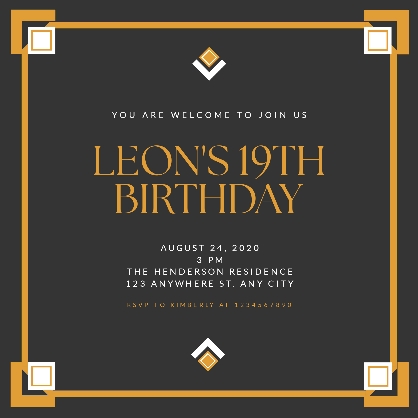 YOU ARE WELCOME TO JOIN US
LEON'S 19TH
BIRTHDAY
AUGUST 24, 2020
3 PM
THE HENDERSON RESIDENCE
123 ANYWHERE ST. ANY CITY
RSVP TO KIMBERLY AT 1234567890